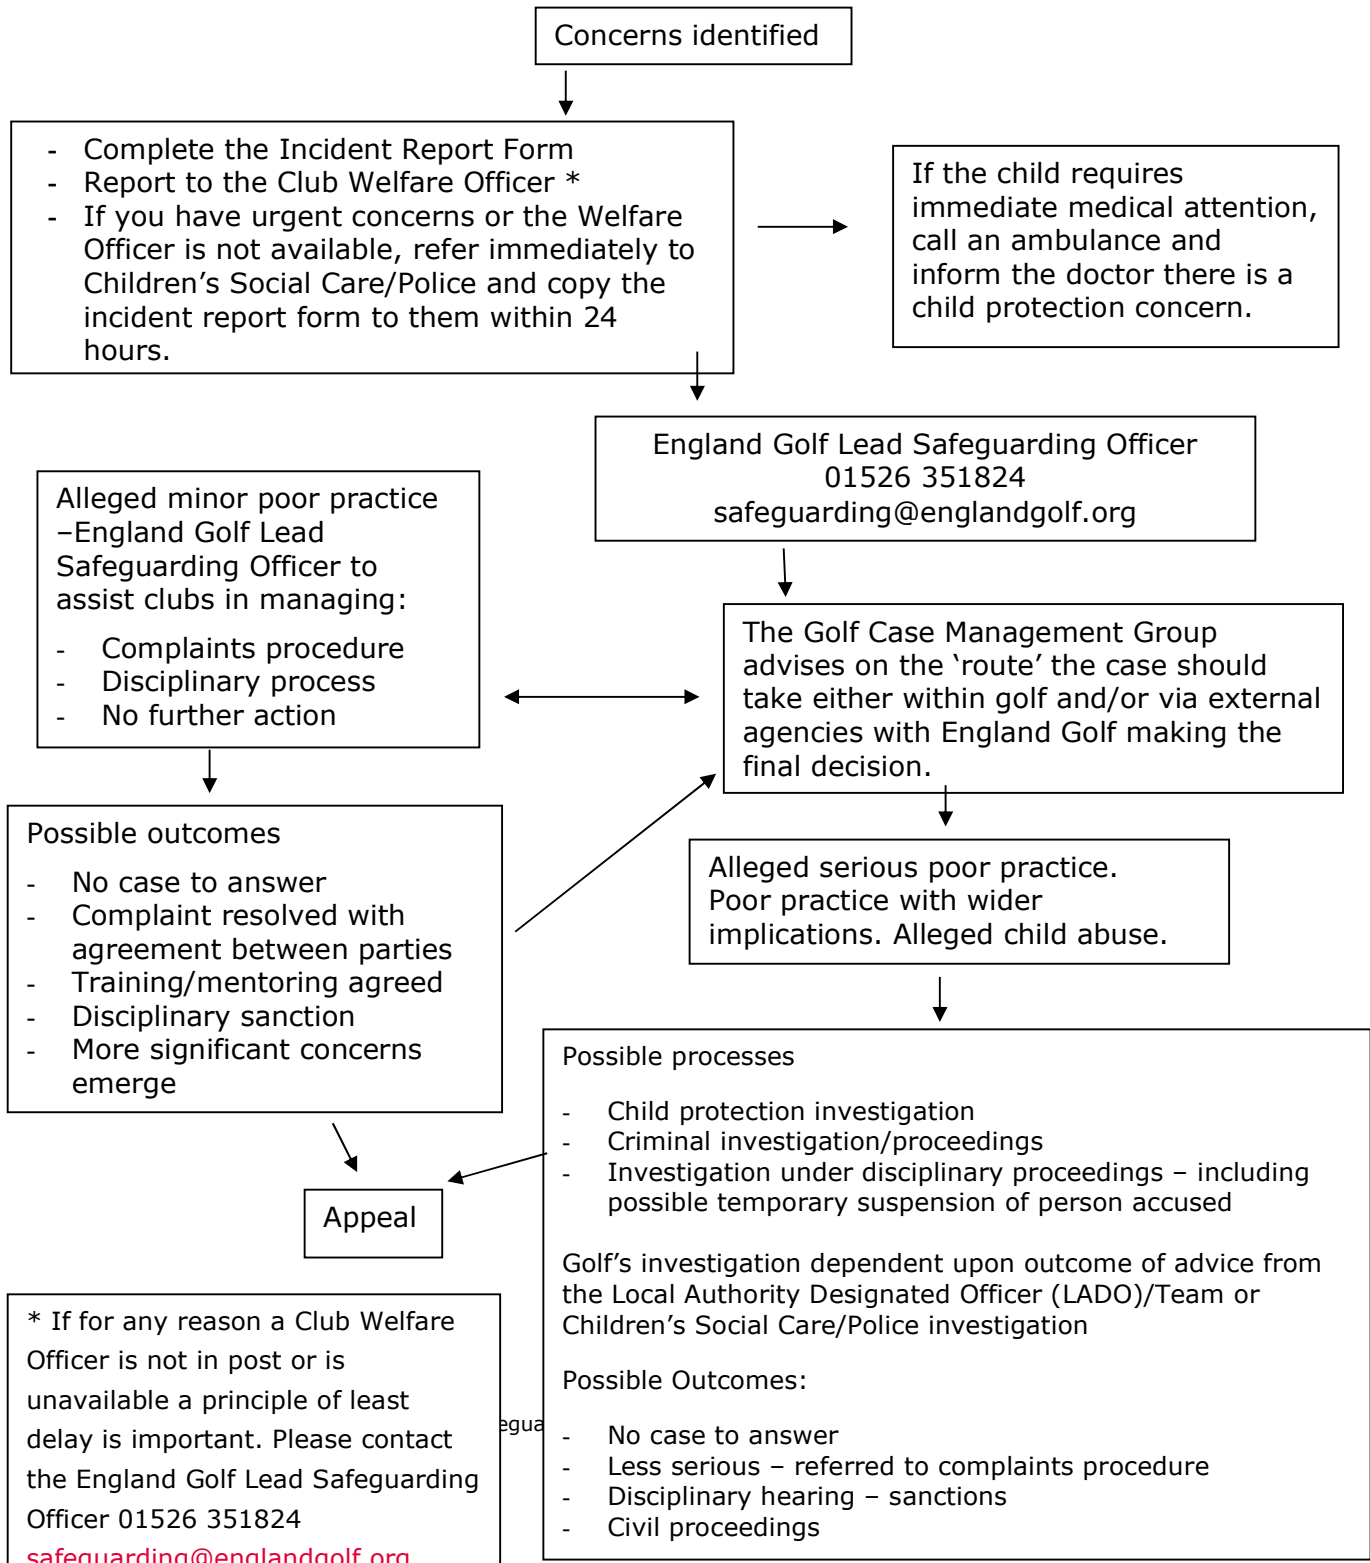 Concerns identified
- Complete the Incident Report Form
- Report to the Club Welfare Officer *
- If you have urgent concerns or the Welfare
Officer is not available, refer immediately to
Children’s Social Care/Police and copy the
incident report form to them within 24
hours.
If the child requires
immediate medical attention,
call an ambulance and
inform the doctor there is a
child protection concern.
England Golf Lead Safeguarding Officer
01526 351824
safeguarding@englandgolf.org
Alleged minor poor practice
–England Golf Lead
Safeguarding Officer to
assist clubs in managing:
- Complaints procedure
- Disciplinary process
- No further action
The Golf Case Management Group
advises on the ‘route’ the case should
take either within golf and/or via external
agencies with England Golf making the
final decision.
Possible outcomes
- No case to answer
- Complaint resolved with
agreement between parties
- Training/mentoring agreed
- Disciplinary sanction
- More significant concerns
emerge
Alleged serious poor practice.
Poor practice with wider
implications. Alleged child abuse.
Possible processes
- Child protection investigation
- Criminal investigation/proceedings
- Investigation under disciplinary proceedings – including
possible temporary suspension of person accused
Golf’s investigation dependent upon outcome of advice from
the Local Authority Designated Officer (LADO)/Team or
Children’s Social Care/Police investigation
Possible Outcomes:
- No case to answer
- Less serious – referred to complaints procedure
- Disciplinary hearing – sanctions
- Civil proceedings
Appeal
* If for any reason a Club Welfare
Officer is not in post or is
unavailable a principle of least
delay is important. Please contact
the England Golf Lead Safeguarding
Officer 01526 351824
safeguarding@englandgolf.org